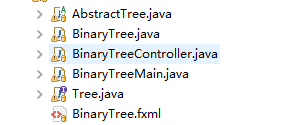 AbstractTree.java
BinaryTree.java
BinaryTreeController.java
BinaryTreeMain.java
Tree.java
BinaryTree.fxml